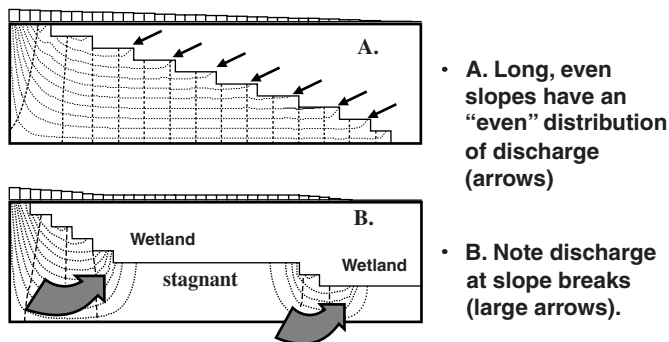 A.
• A. Long, even
slopes have an
“even” distribution
of discharge
(arrows)
B.
Wetland
stagnant
Wetland
• B. Note discharge
at slope breaks
(large arrows).